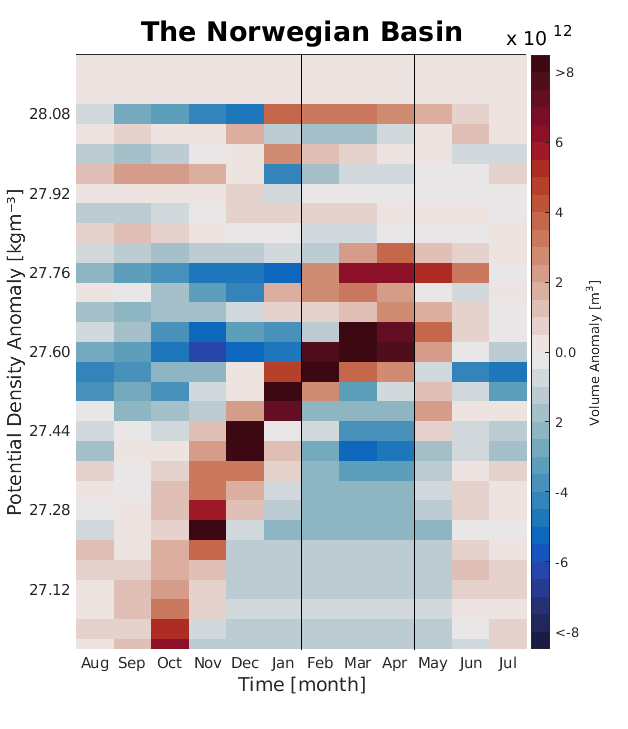 The Norwegian Basin
x 10 12
28.08
27.92
27.76
27.60
27.44
27.28
27.12
Potential Density Anomaly [kgm⁻³]
Aug Sep Oct Nov Dec Jan Feb Mar Apr May Jun Jul
Time [month]
>8
6
4
2
0.0
2
-4
-6
<-8
Volume Anomaly [m³]